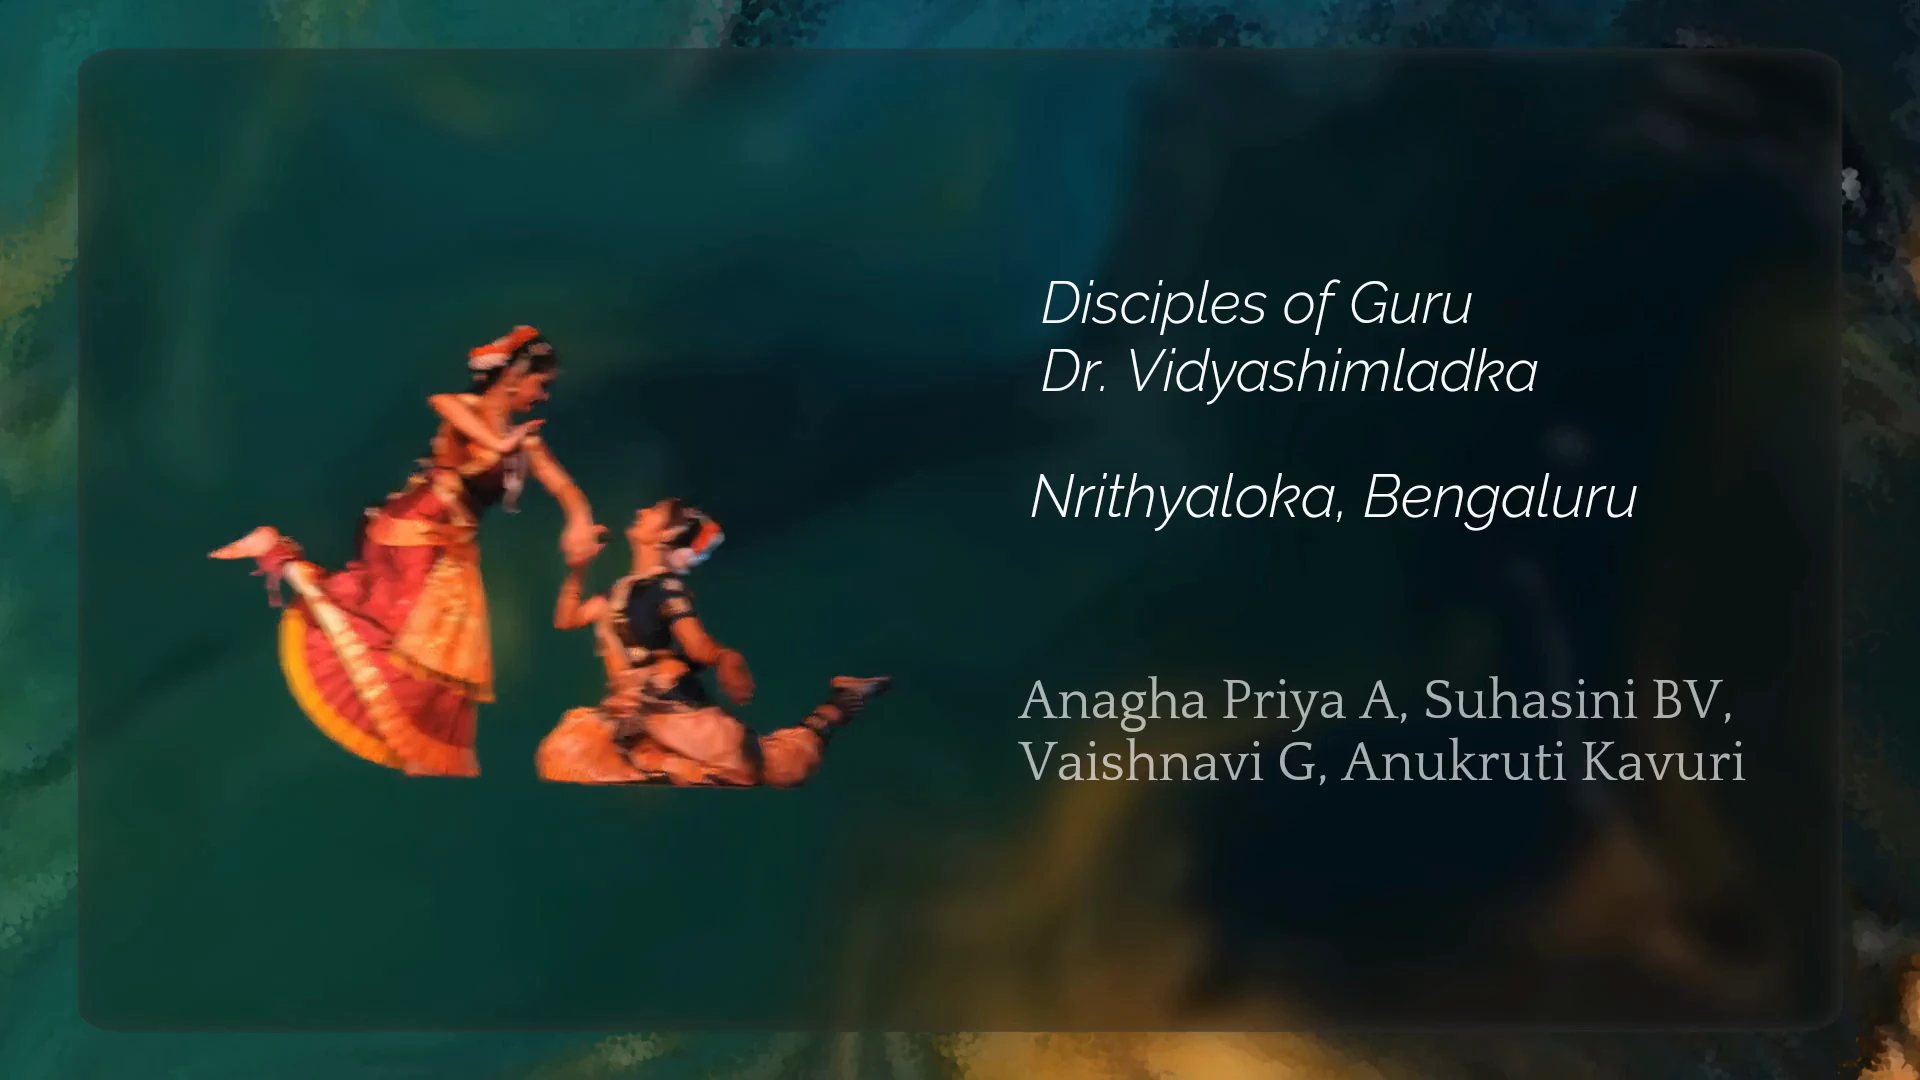 Disciples of Guru
Dr. Vidyashimladka
Nrithyaloka, Bengaluru
Anagha Priya A, Suhasini BV,
Vaishnavi G, Anukruti Kavuri